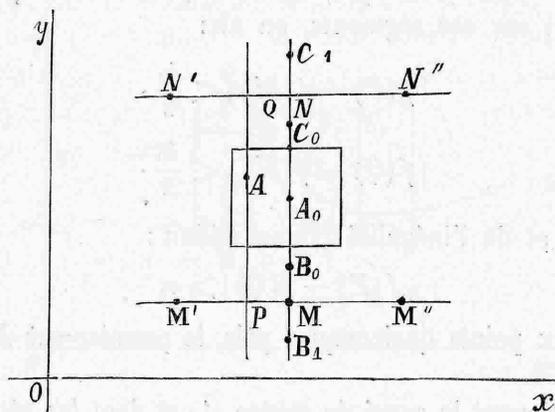 y
C₁
N' N"
Q N
C₀
A
A₀
B₀
M' P M M"
B₁
O x